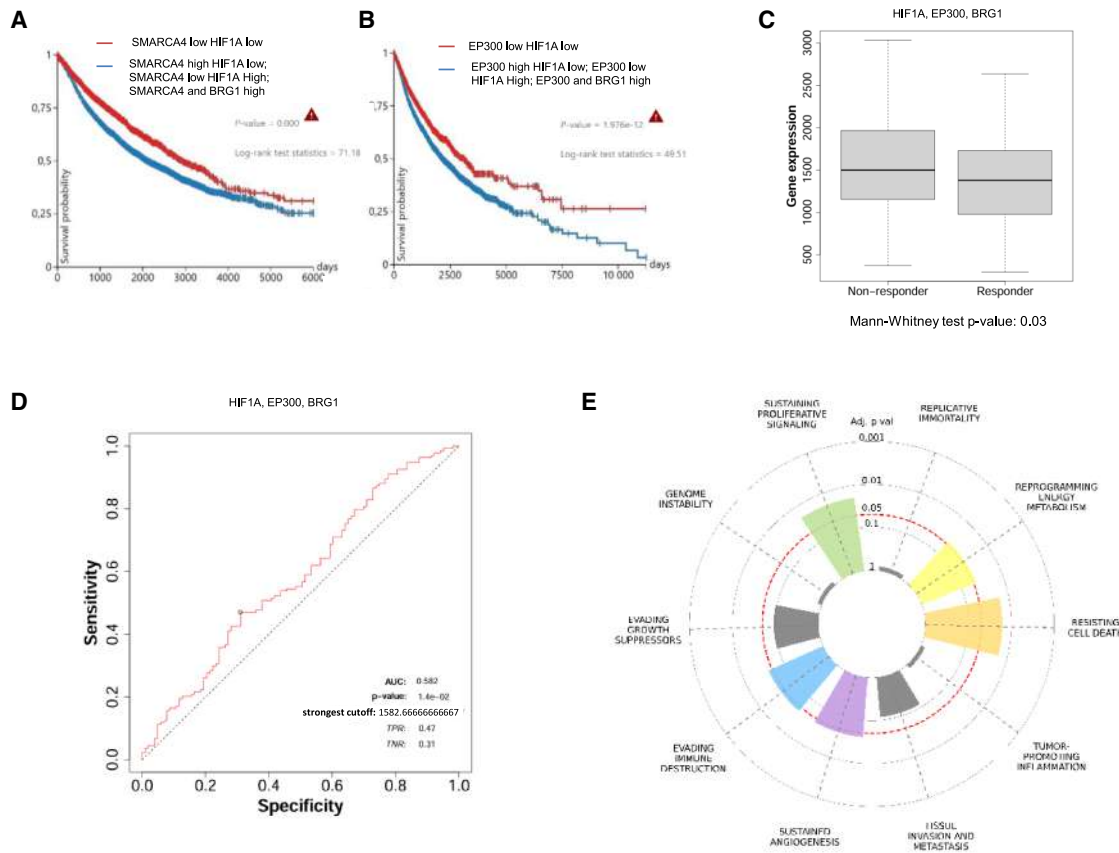 A
SMARCA4 low HIF1A low
SMARCA4 high HIF1A low;
SMARCA4 low HIF1A High;
SMARCA4 and BRG1 high
1
0,75
0,5
0,25
0
Survival probability
P-value = 0.000
Log-rank test statistics = 71.18
0
1000
2000
3000
4000
5000
6000
days
B
EP300 low HIF1A low
EP300 high HIF1A low; EP300 low
HIF1A High; EP300 and BRG1 high
1
0,75
0,5
0,25
0
Survival probability
P-value = 1.976e-12
Log-rank test statistics = 49.51
0
2500
5000
7500
10 000
days
C
HIF1A, EP300, BRG1
Gene expression
3000
2500
2000
1500
1000
500
Non-responder
Responder
Mann-Whitney test p-value: 0.03
D
HIF1A, EP300, BRG1
Sensitivity
1.0
0.8
0.6
0.4
0.2
0.0
AUC: 0.582
p-value: 1.4e-02
strongest cutoff: 1582.66666666667
TPR: 0.47
TNR: 0.31
0.0
0.2
0.4
0.6
0.8
1.0
Specificity
E
SUSTAINING
PROLIFERATIVE
SIGNALING
Adj. p val
0.001
0.01
0.05
0.1
1
REPLICATIVE
IMMORTALITY
GENOME
INSTABILITY
REPROGRAMMING
ENERGY
METABOLISM
EVADING
GROWTH
SUPPRESSORS
RESISTING
CELL DEATH
EVADING
IMMUNE
DESTRUCTION
TUMOR-
PROMOTING
INFLAMMATION
SUSTAINED
ANGIOGENESIS
TISSUE
INVASION AND
METASTASIS